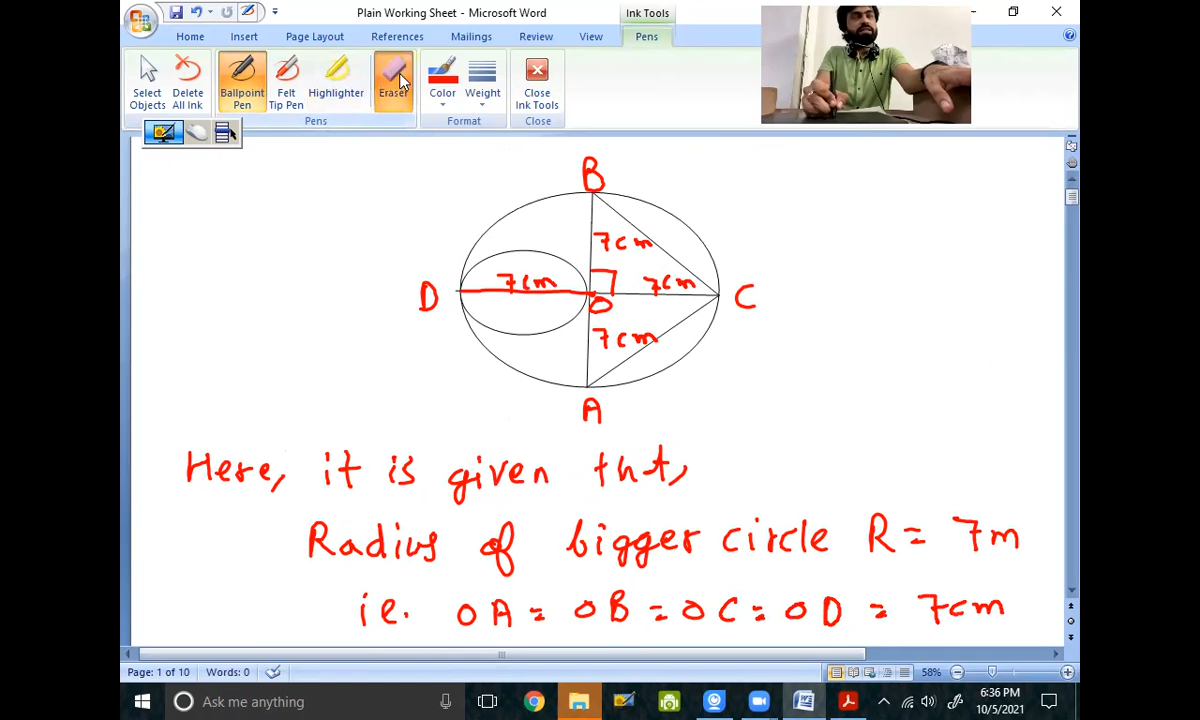 Plain Working Sheet - Microsoft Word
Ink Tools
Home Insert Page Layout References Mailings Review View Pens
Select Objects
Delete All Ink
Ballpoint Pen
Felt Tip Pen
Highlighter
Eraser
Color
Weight
Close Ink Tools
Pens
Format
Close
B
7cm
7cm
7cm
D
O
C
7cm
A
Here, it is given tht,
Radius of bigger circle R = 7m
ie. OA = OB = OC = OD = 7cm
Page: 1 of 10 Words: 0
58%
Ask me anything
6:36 PM
10/5/2021